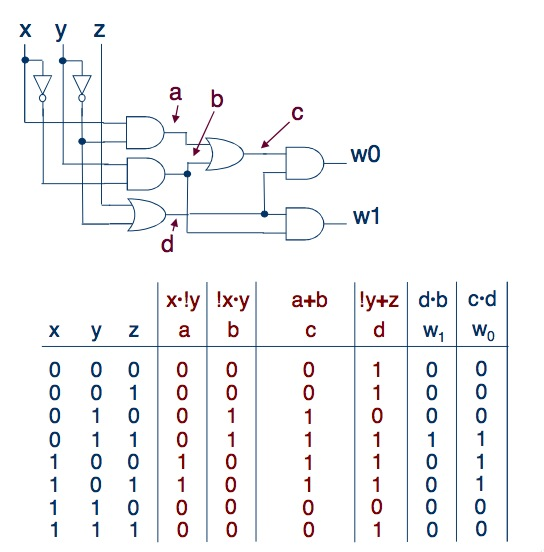 x y z
a
b
c
w0
w1
d
x·!y !x·y a+b !y+z d·b c·d
x y z a b c d w₁ w₀
0 0 0 0 0 0 1 0 0
0 0 1 0 0 0 1 0 0
0 1 0 0 1 1 0 0 0
0 1 1 0 1 1 1 1 1
1 0 0 1 0 1 1 0 1
1 0 1 1 0 1 1 0 1
1 1 0 0 0 0 0 0 0
1 1 1 0 0 0 1 0 0